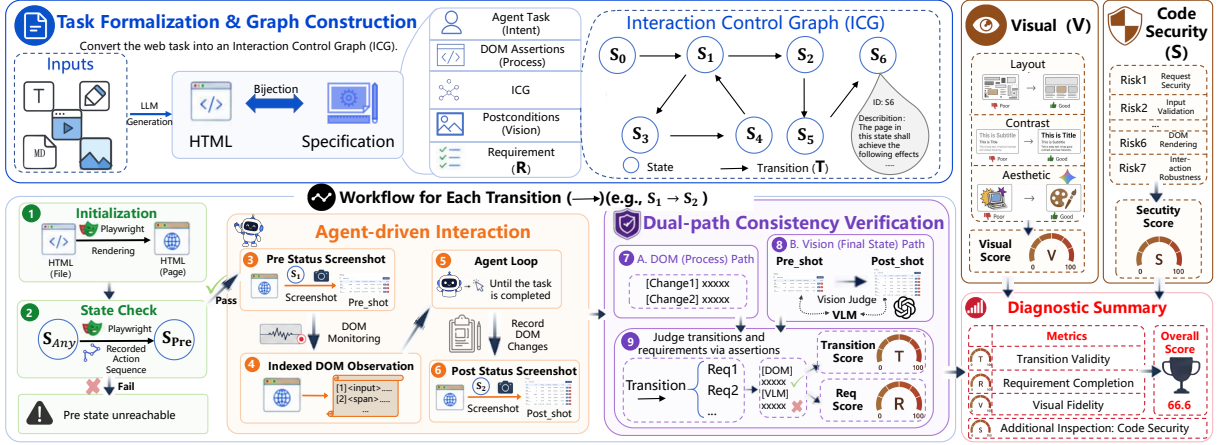 Task Formalization & Graph Construction
Convert the web task into an Interaction Control Graph (ICG).
Inputs
T
MD
LLM
Generation
Bijection
HTML
Specification
Agent Task
(Intent)
DOM Assertions
(Process)
ICG
Postconditions
(Vision)
Requirement
(R)
Interaction Control Graph (ICG)
S0
S1
S2
S6
S3
S4
S5
ID: S6
Describition:
The page in
this state shall
achieve the
following effects
......
State
Transition (T)
Visual (V)
Layout
Poor
Good
Contrast
This is Subtitle
This is Title
Poor
Good
Aesthetic
Poor
Good
Visual
Score
V
0
100
Code
Security
(S)
Risk1
Request
Security
Risk2
Input
Validation
...
Risk6
DOM
Rendering
Risk7
Inter-
action
Robustness
Security
Score
S
0
100
Workflow for Each Transition (→)(e.g., S1 → S2 )
1
Initialization
Playwright
Rendering
HTML
(File)
HTML
(Page)
2
State Check
SAny
Playwright
Recorded
Action
Sequence
SPre
Pass
Fail
Pre state unreachable
Agent-driven Interaction
3
Pre Status Screenshot
S1
Screenshot
Pre_shot
DOM
Monitoring
4
Indexed DOM Observation
[1]<input>.....
[2]<span>.....
...
5
Agent Loop
Until the task
is completed
Record
DOM
Changes
6
Post Status Screenshot
S2
Screenshot
Post_shot
Dual-path Consistency Verification
7
A. DOM (Process) Path
[Change1] xxxxx
[Change2] xxxxx
8
B. Vision (Final State) Path
Pre_shot
Post_shot
Vision Judge
VLM
9
Judge transitions and
requirements via assertions
Transition
Req1
Req2
...
[DOM]
xxxxx
[VLM]
xxxxx
Transition
Score
T
0
100
Req
Score
R
0
100
Diagnostic Summary
Metrics
T
Transition Validity
R
Requirement Completion
V
Visual Fidelity
S
Additional Inspection: Code Security
Overall
Score
66.6